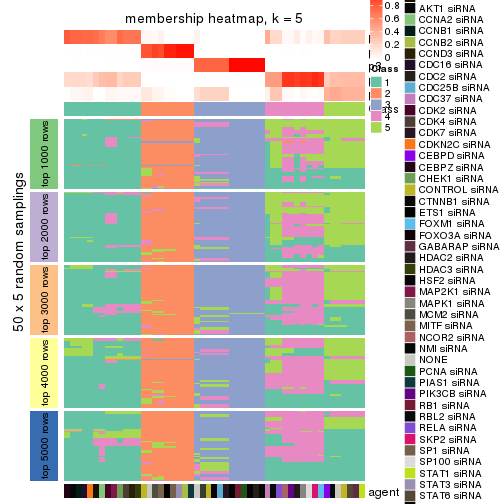 membership heatmap, k = 5
50 x 5 random samplings
top 1000 rows
top 2000 rows
top 3000 rows
top 4000 rows
top 5000 rows
0.8
0.6
0.4
0.2
0
Class
1
2
3
4
5
agent
AKT1 siRNA
CCNA2 siRNA
CCNB1 siRNA
CCNB2 siRNA
CCND3 siRNA
CDC16 siRNA
CDC2 siRNA
CDC25B siRNA
CDC37 siRNA
CDK2 siRNA
CDK4 siRNA
CDK7 siRNA
CDKN2C siRNA
CEBPD siRNA
CEBPZ siRNA
CHEK1 siRNA
CONTROL siRNA
CTNNB1 siRNA
ETS1 siRNA
FOXM1 siRNA
FOXO3A siRNA
GABARAP siRNA
HDAC2 siRNA
HDAC3 siRNA
HSF2 siRNA
MAP2K1 siRNA
MAPK1 siRNA
MCM2 siRNA
MITF siRNA
NCOR2 siRNA
NMI siRNA
NONE
PCNA siRNA
PIAS1 siRNA
PIK3CB siRNA
RB1 siRNA
RBL2 siRNA
RELA siRNA
SKP2 siRNA
SP1 siRNA
SP100 siRNA
STAT1 siRNA
STAT3 siRNA
STAT6 siRNA